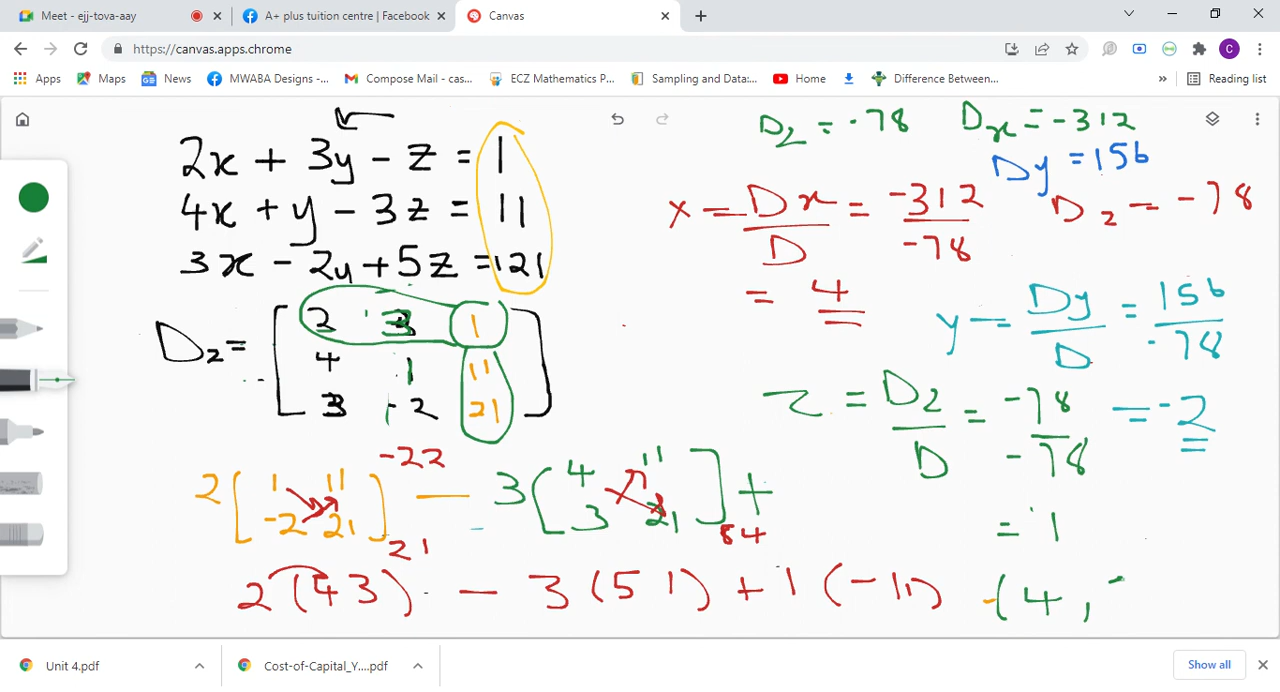 Meet - ejj-tova-aay
A+ plus tuition centre | Facebook
Canvas
https://canvas.apps.chrome
Apps
Maps
News
MWABA Designs -...
Compose Mail - cas...
ECZ Mathematics P...
Sampling and Data:...
Home
Difference Between...
»
Reading list
2x + 3y - z = 1
4x + y - 3z = 11
3x - 2y + 5z = 21
Dz = -78
Dx = -312
Dy = 156
Dz = -78
x = Dx/D = -312/-78
= 4
y = Dy/D = 156/-78
= -2
z = Dz/D = -78/-78
= 1
Dz = [ 2 3 1
4 1 11
3 -2 21 ]
-22
2 [ 1 11
-2 21 ] - 3 [ 4 11
3 21 ] +
21
84
2 (43) - 3 (51) + 1 (-11)
(4, -
Unit 4.pdf
Cost-of-Capital_Y....pdf
Show all